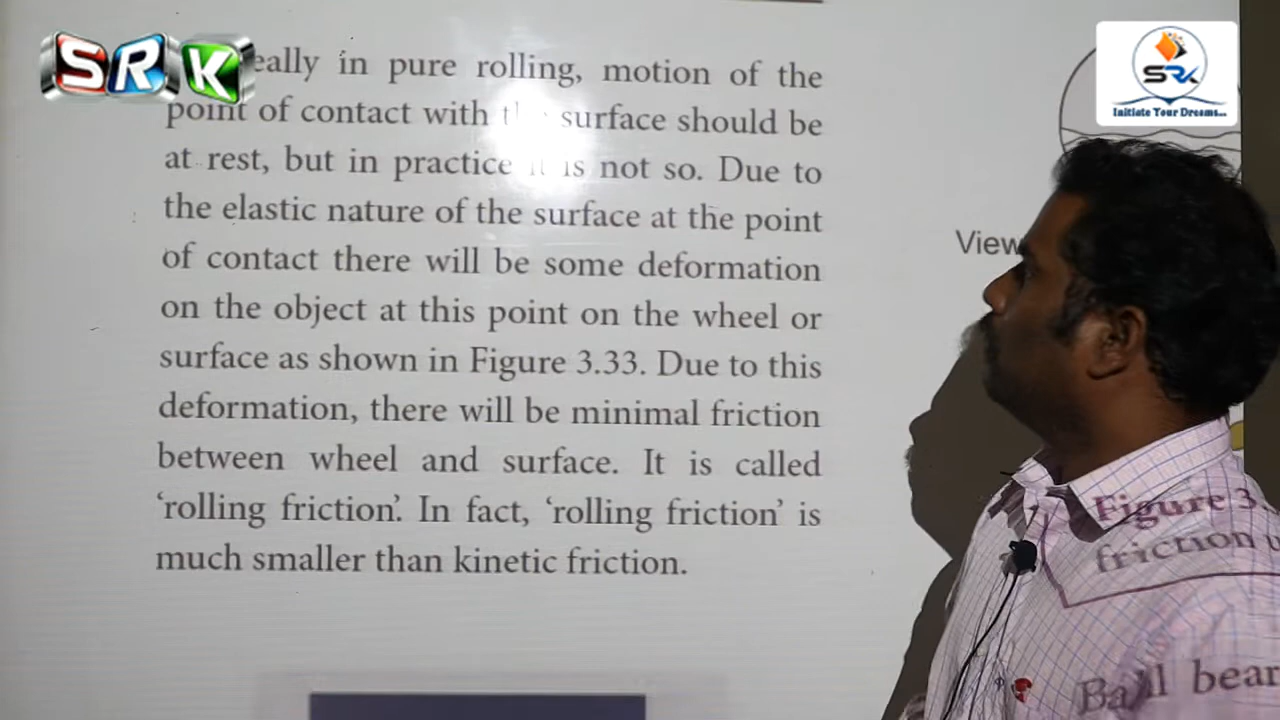 SRK
eally in pure rolling, motion of the
point of contact with surface should be
at rest, but in practice it is not so. Due to
the elastic nature of the surface at the point
of contact there will be some deformation
on the object at this point on the wheel or
surface as shown in Figure 3.33. Due to this
deformation, there will be minimal friction
between wheel and surface. It is called
‘rolling friction’. In fact, ‘rolling friction’ is
much smaller than kinetic friction.
SRK
Initiate Your Dreams...
View
Figure 3.
friction
Ball bear